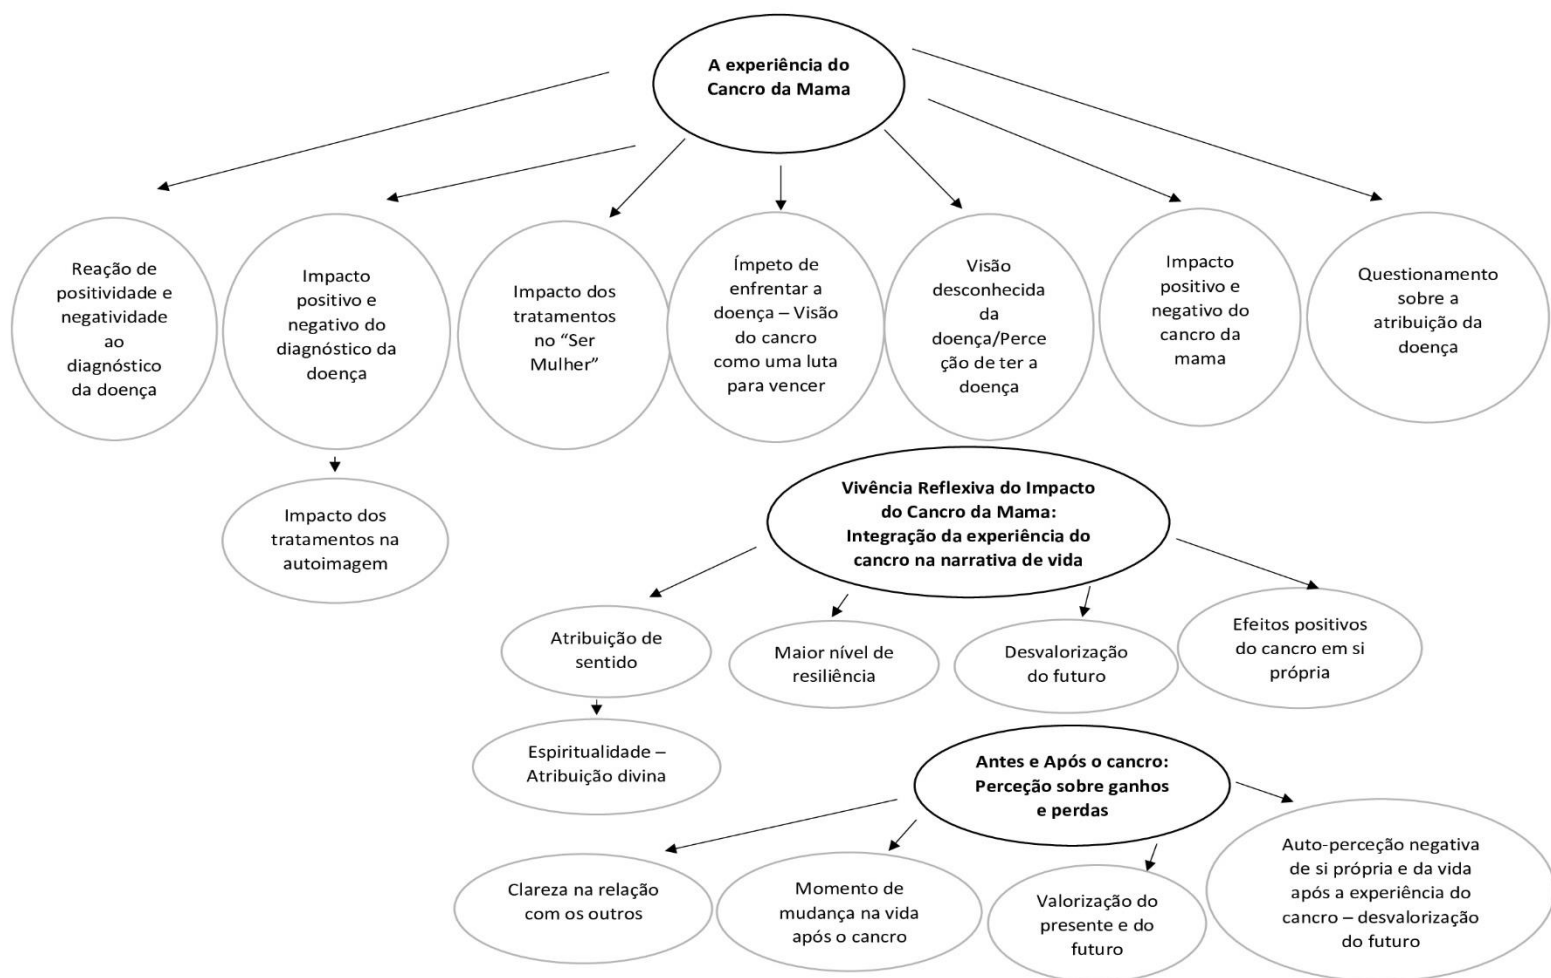 A experiência do
Cancro da Mama
Reação de
positividade e
negatividade
ao
diagnóstico
da doença
Impacto
positivo e
negativo do
diagnóstico da
doença
Impacto dos
tratamentos
no “Ser
Mulher”
Ímpeto de
enfrentar a
doença – Visão
do cancro
como uma luta
para vencer
Visão
desconhecida
da
doença/Perce
ção de ter a
doença
Impacto
positivo e
negativo do
cancro da
mama
Questionamento
sobre a
atribuição da
doença
Impacto dos
tratamentos na
autoimagem
Vivência Reflexiva do Impacto
do Cancro da Mama:
Integração da experiência do
cancro na narrativa de vida
Atribuição de
sentido
Maior nível de
resiliência
Desvalorização
do futuro
Efeitos positivos
do cancro em si
própria
Espiritualidade –
Atribuição divina
Antes e Após o cancro:
Perceção sobre ganhos
e perdas
Clareza na relação
com os outros
Momento de
mudança na vida
após o cancro
Valorização do
presente e do
futuro
Auto-perceção negativa
de si própria e da vida
após a experiência do
cancro – desvalorização
do futuro